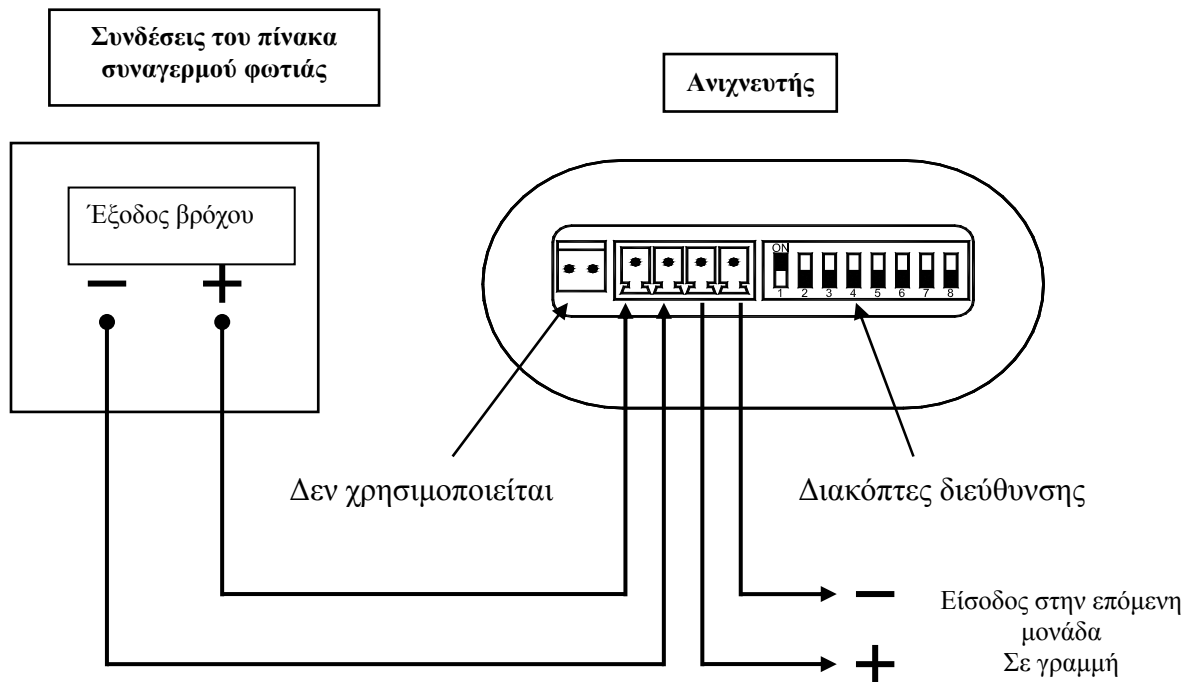 Συνδέσεις του πίνακα
συναγερμού φωτιάς
Ανιχνευτής
Έξοδος βρόχου
− +
ON
1 2 3 4 5 6 7 8
Δεν χρησιμοποιείται
Διακόπτες διεύθυνσης
−
Είσοδος στην επόμενη
μονάδα
+
Σε γραμμή